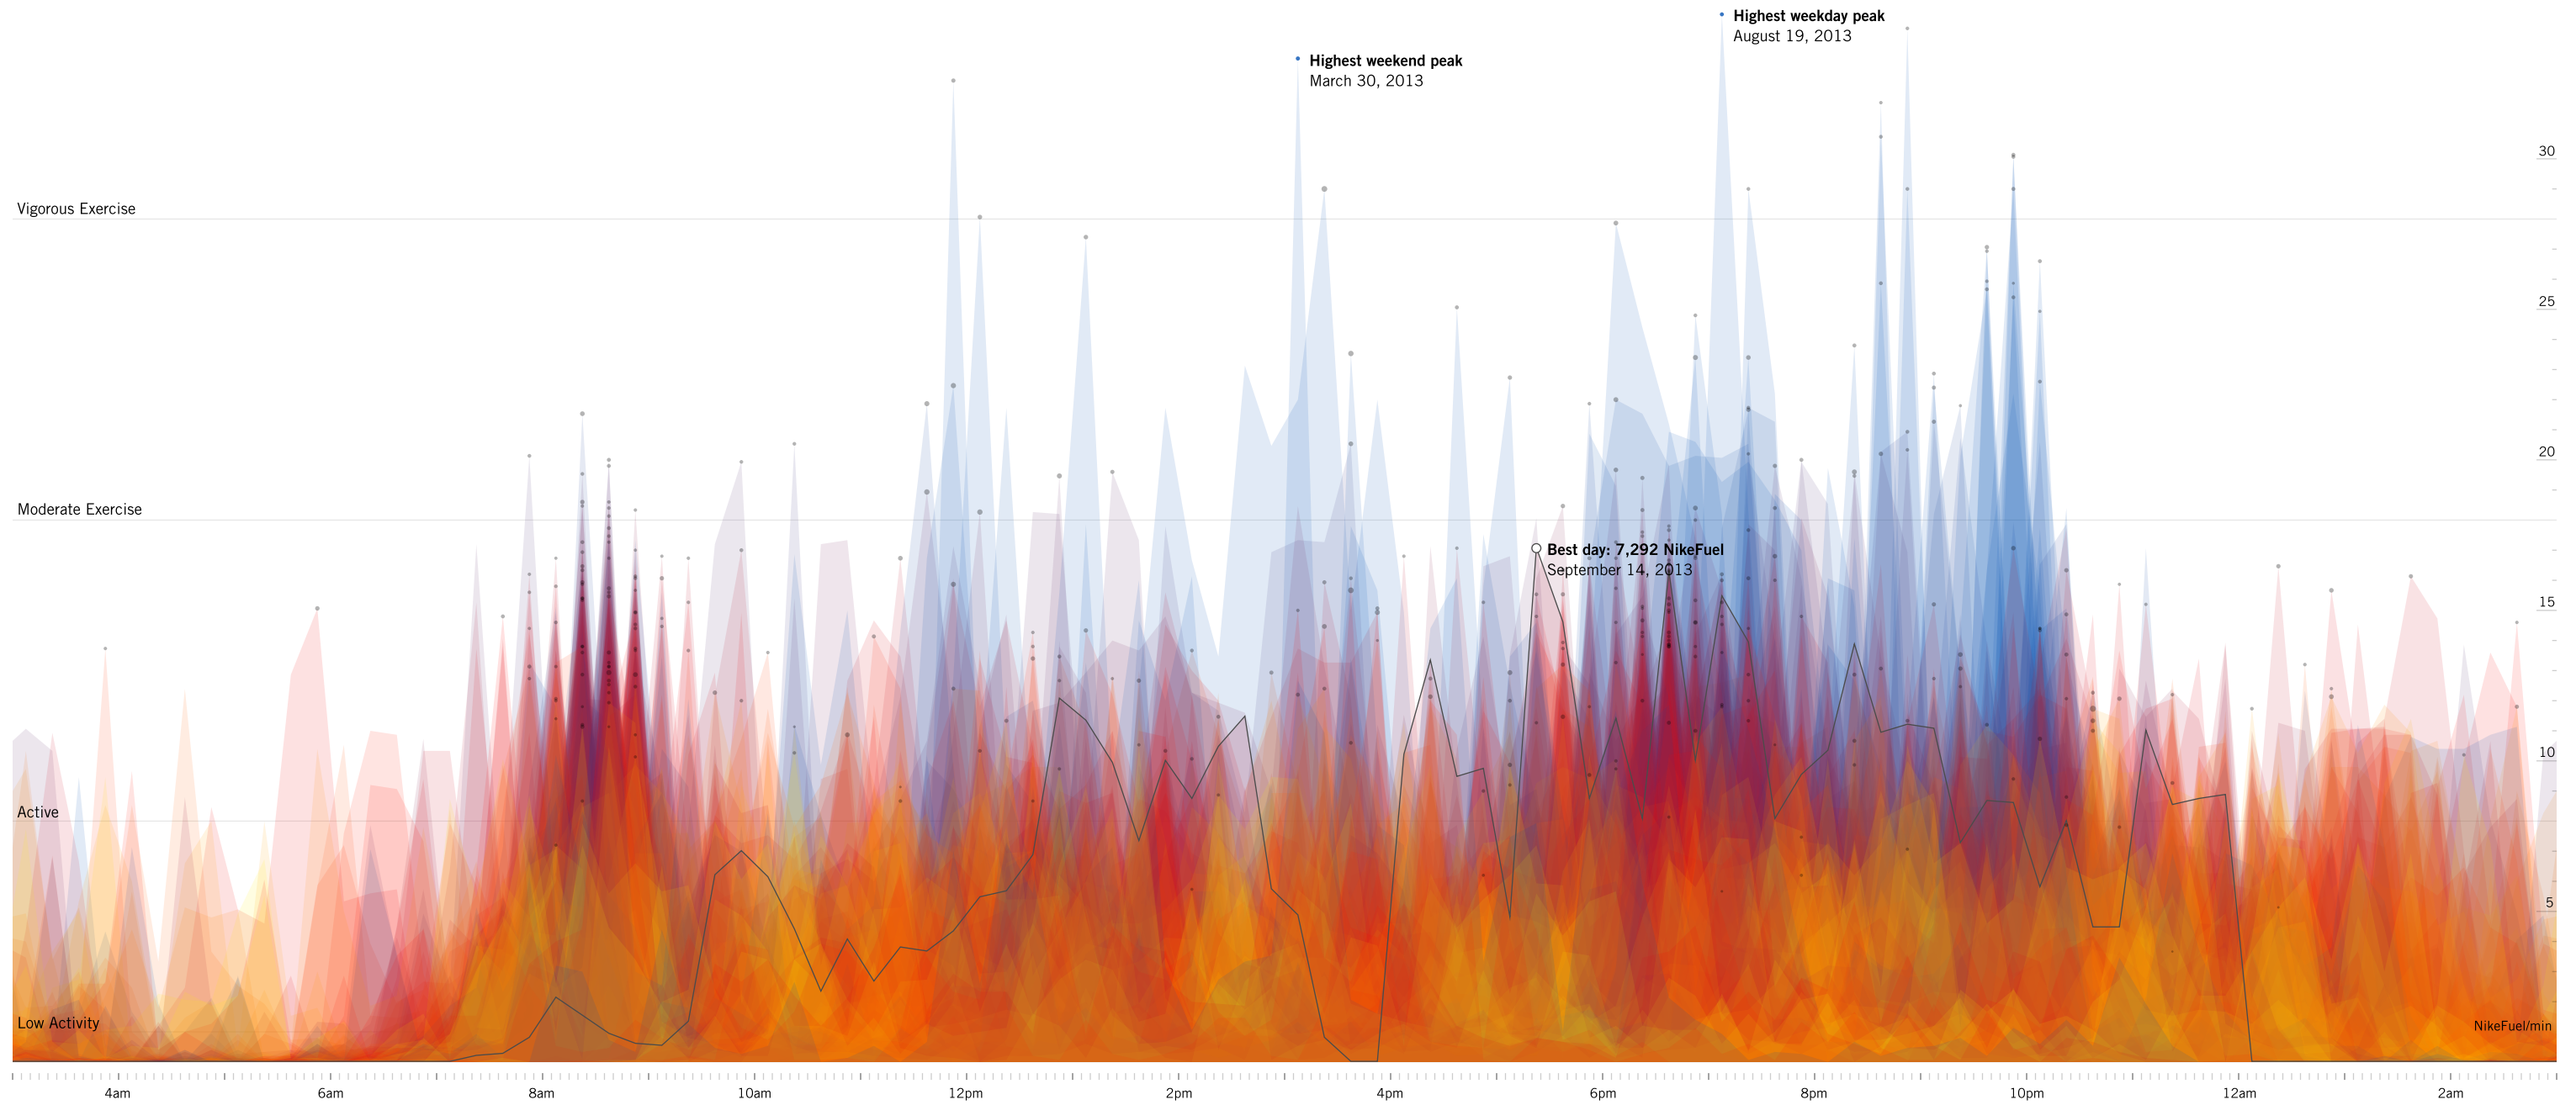 Highest weekday peak
August 19, 2013
Highest weekend peak
March 30, 2013
30
Vigorous Exercise
25
20
Moderate Exercise
Best day: 7,292 NikeFuel
September 14, 2013
15
10
Active
5
Low Activity
NikeFuel/min
4am 6am 8am 10am 12pm 2pm 4pm 6pm 8pm 10pm 12am 2am